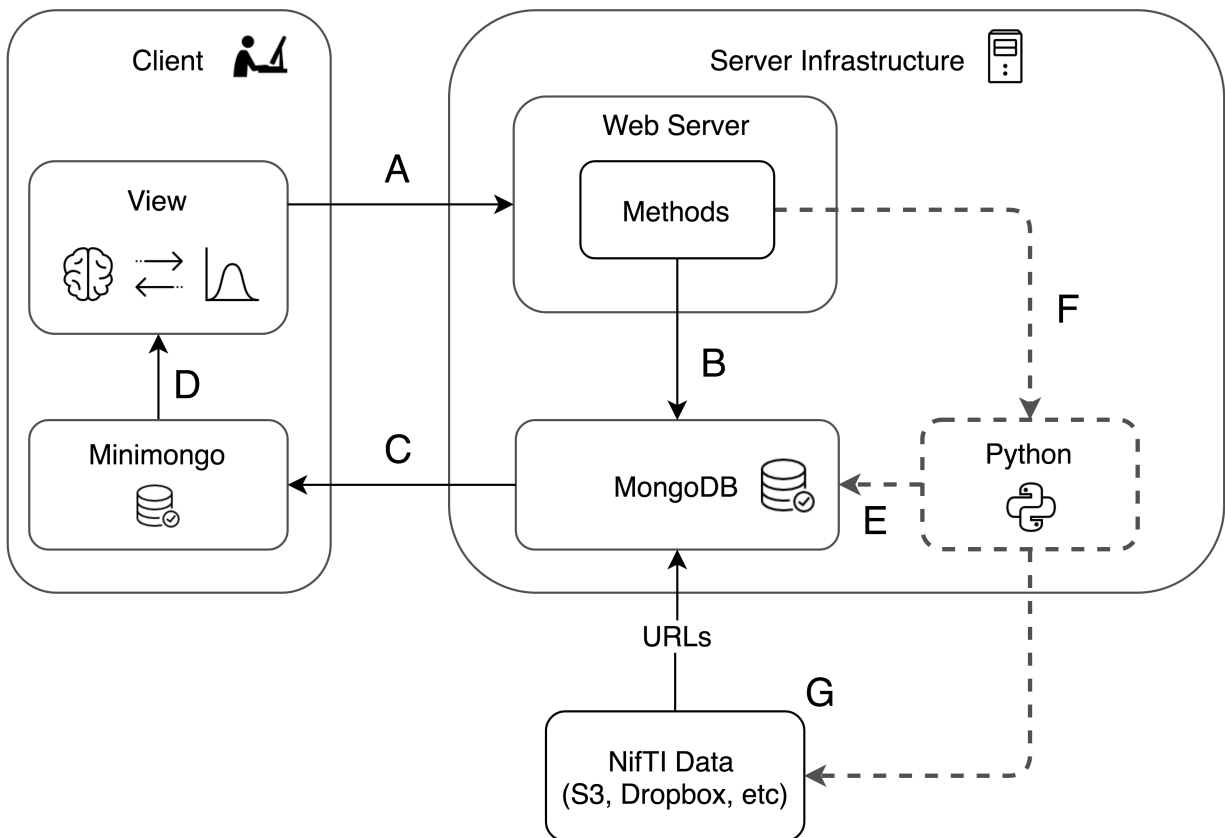 Client
Server Infrastructure
Web Server
A
View
Methods
F
B
D
Minimongo
C
MongoDB
Python
E
URLs
G
NifTI Data
(S3, Dropbox, etc)